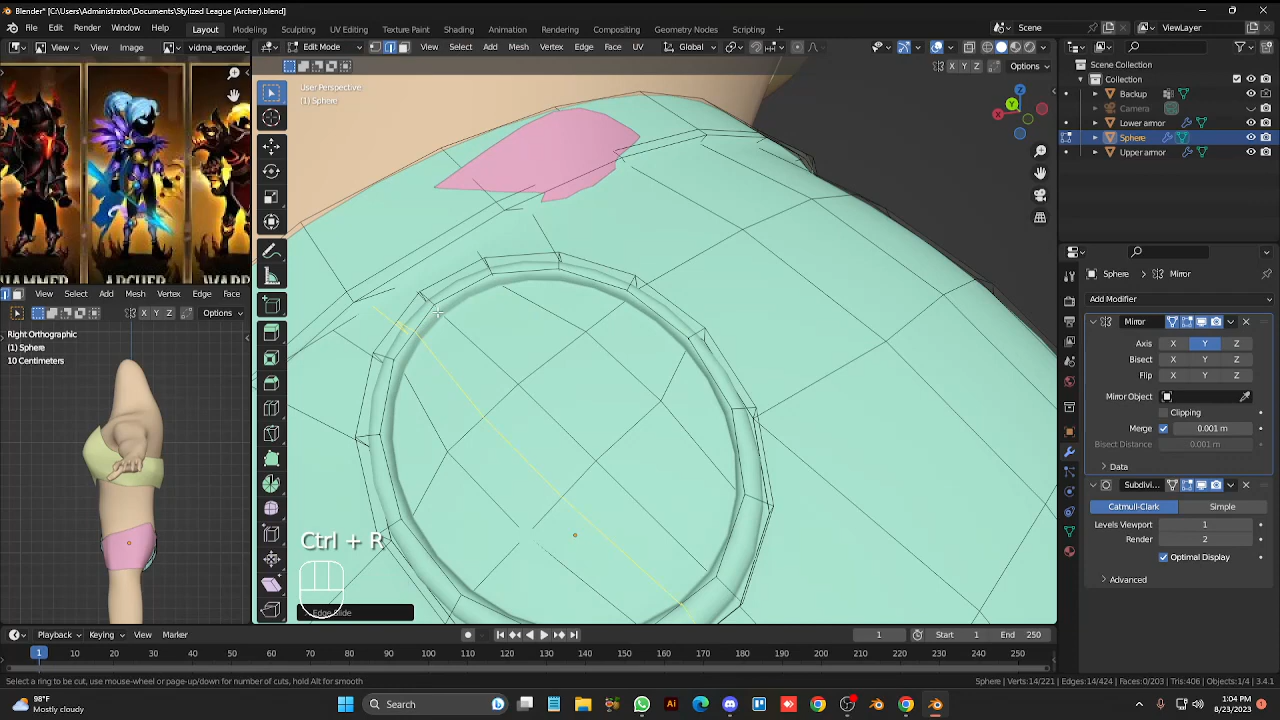 Blender* [C:\Users\Administrator\Documents\Stylized League (Archer).blend]
File Edit Render Window Help Layout Modeling Sculpting UV Editing Texture Paint Shading Animation Rendering Compositing Geometry Nodes Scripting Scene ViewLayer
View View Image vidma_recorder_ Edit Mode View Select Add Mesh Vertex Edge Face UV Global
X Y Z Options
Scene Collection
Collection
Backup
Camera
Lower armor
Sphere
Upper armor
User Perspective
(1) Sphere
HAMMER ARCHER AVA
View Select Add Mesh Vertex Edge Face
X Y Z Options
Right Orthographic
(1) Sphere
10 Centimeters
Sphere Mirror
Add Modifier
Mirror
Axis X Y Z
Bisect X Y Z
Flip X Y Z
Mirror Object
Clipping
Merge 0.001 m
Bisect Distance 0.001 m
Data
Subdivi...
Catmull-Clark Simple
Levels Viewport 1
Render 2
Optimal Display
Advanced
Ctrl + R
Edge Slide
Playback Keying View Marker 1 Start 1 End 250
1 10 20 30 40 50 60 70 80 90 100 110 120 130 140 150 160 170 180 190 200 210 220 230 240 250
Select a ring to be cut, use mouse-wheel or page-up/down for number of cuts, hold Alt for smooth
Sphere | Verts:14/221 | Edges:14/424 | Faces:0/203 | Tris:406 | Objects:1/4 | 3.4.1
98°F
Mostly cloudy
Search
1:04 PM
8/23/2023